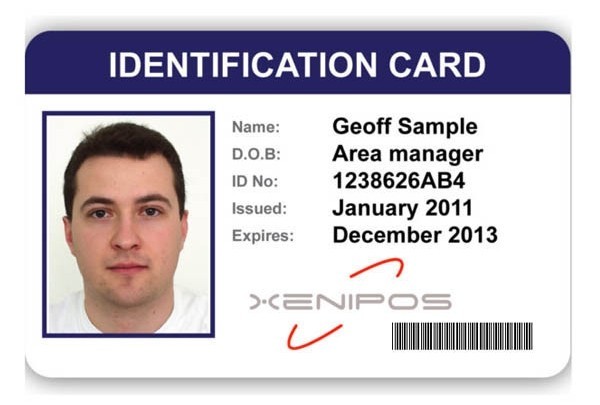 IDENTIFICATION CARD
Name: Geoff Sample
D.O.B: Area manager
ID No: 1238626AB4
Issued: January 2011
Expires: December 2013
XENIPOS